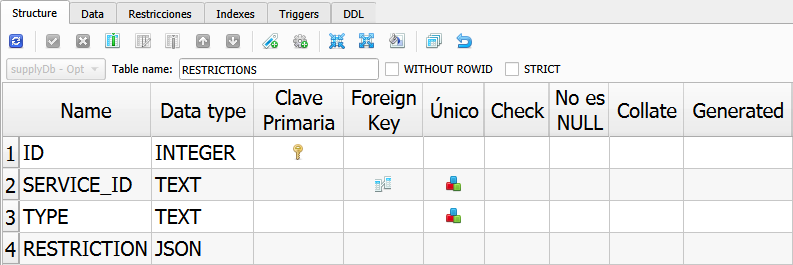 Structure Data Restricciones Indexes Triggers DDL
supplyDb - Opt Table name: RESTRICTIONS WITHOUT ROWID STRICT
Name Data type Clave Primaria Foreign Key Único Check No es NULL Collate Generated
1 ID INTEGER
2 SERVICE_ID TEXT
3 TYPE TEXT
4 RESTRICTION JSON